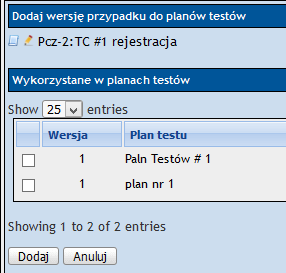 Dodaj wersję przypadku do planów testów
Pcz-2:TC #1 rejestracja
Wykorzystane w planach testów
Show 25 entries
Wersja Plan testu
1 Paln Testów # 1
1 plan nr 1
Showing 1 to 2 of 2 entries
Dodaj Anuluj